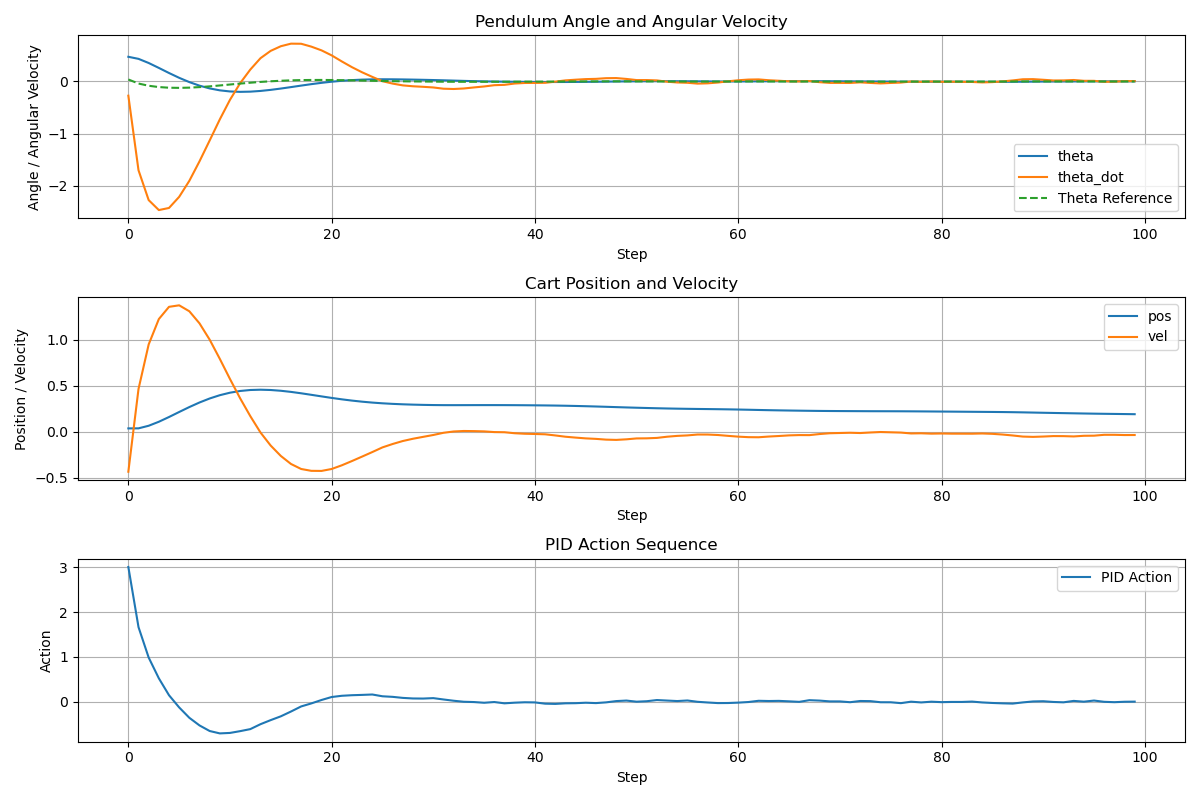 Pendulum Angle and Angular Velocity
Angle / Angular Velocity
0
−1
−2
theta
theta_dot
Theta Reference
0 20 40 60 80 100
Step
Cart Position and Velocity
Position / Velocity
1.0
0.5
0.0
−0.5
pos
vel
0 20 40 60 80 100
Step
PID Action Sequence
Action
3
2
1
0
PID Action
0 20 40 60 80 100
Step